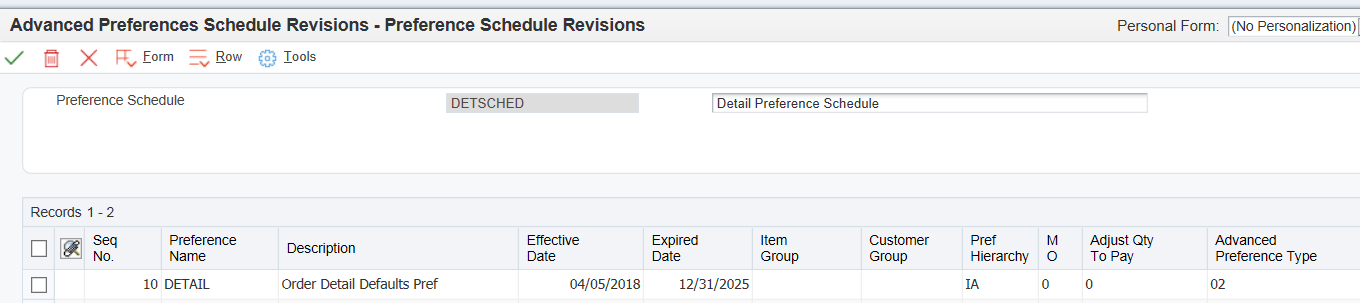 Advanced Preferences Schedule Revisions - Preference Schedule Revisions
Personal Form: (No Personalization)
Form Row Tools
Preference Schedule DETSCHED Detail Preference Schedule
Records 1 - 2
Seq No. Preference Name Description Effective Date Expired Date Item Group Customer Group Pref Hierarchy M O Adjust Qty To Pay Advanced Preference Type
10 DETAIL Order Detail Defaults Pref 04/05/2018 12/31/2025 IA 0 0 02